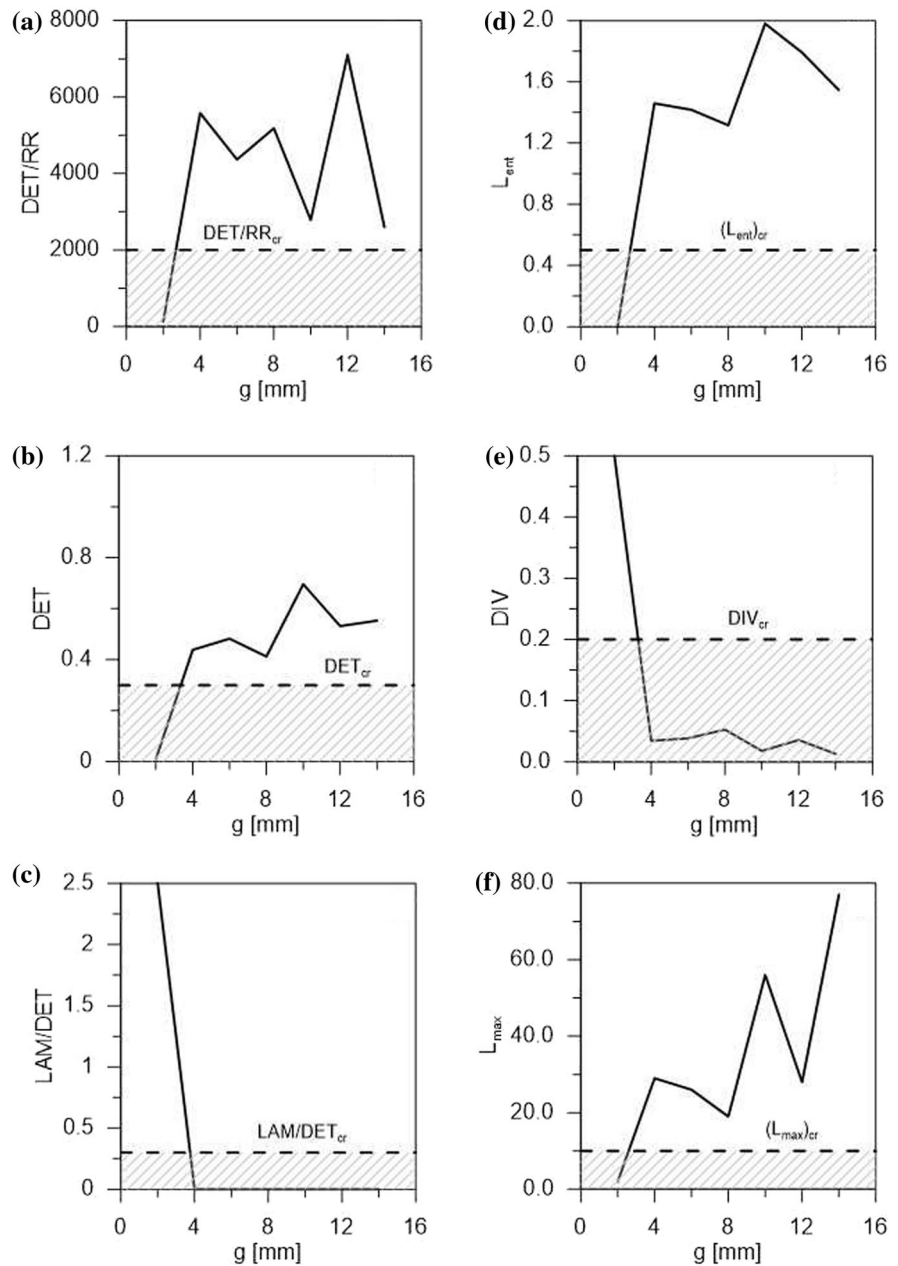 (a)
8000
6000
4000
2000
0
DET/RR
DET/RR_cr
0 4 8 12 16
g [mm]
(d)
2.0
1.6
1.2
0.8
0.4
0.0
L_ent
(L_ent)_cr
0 4 8 12 16
g [mm]
(b)
1.2
0.8
0.4
0
DET
DET_cr
0 4 8 12 16
g [mm]
(e)
0.5
0.4
0.3
0.2
0.1
0.0
DIV
DIV_cr
0 4 8 12 16
g [mm]
(c)
2.5
2
1.5
1
0.5
0
LAM/DET
LAM/DET_cr
0 4 8 12 16
g [mm]
(f)
80.0
60.0
40.0
20.0
0.0
L_max
(L_max)_cr
0 4 8 12 16
g [mm]